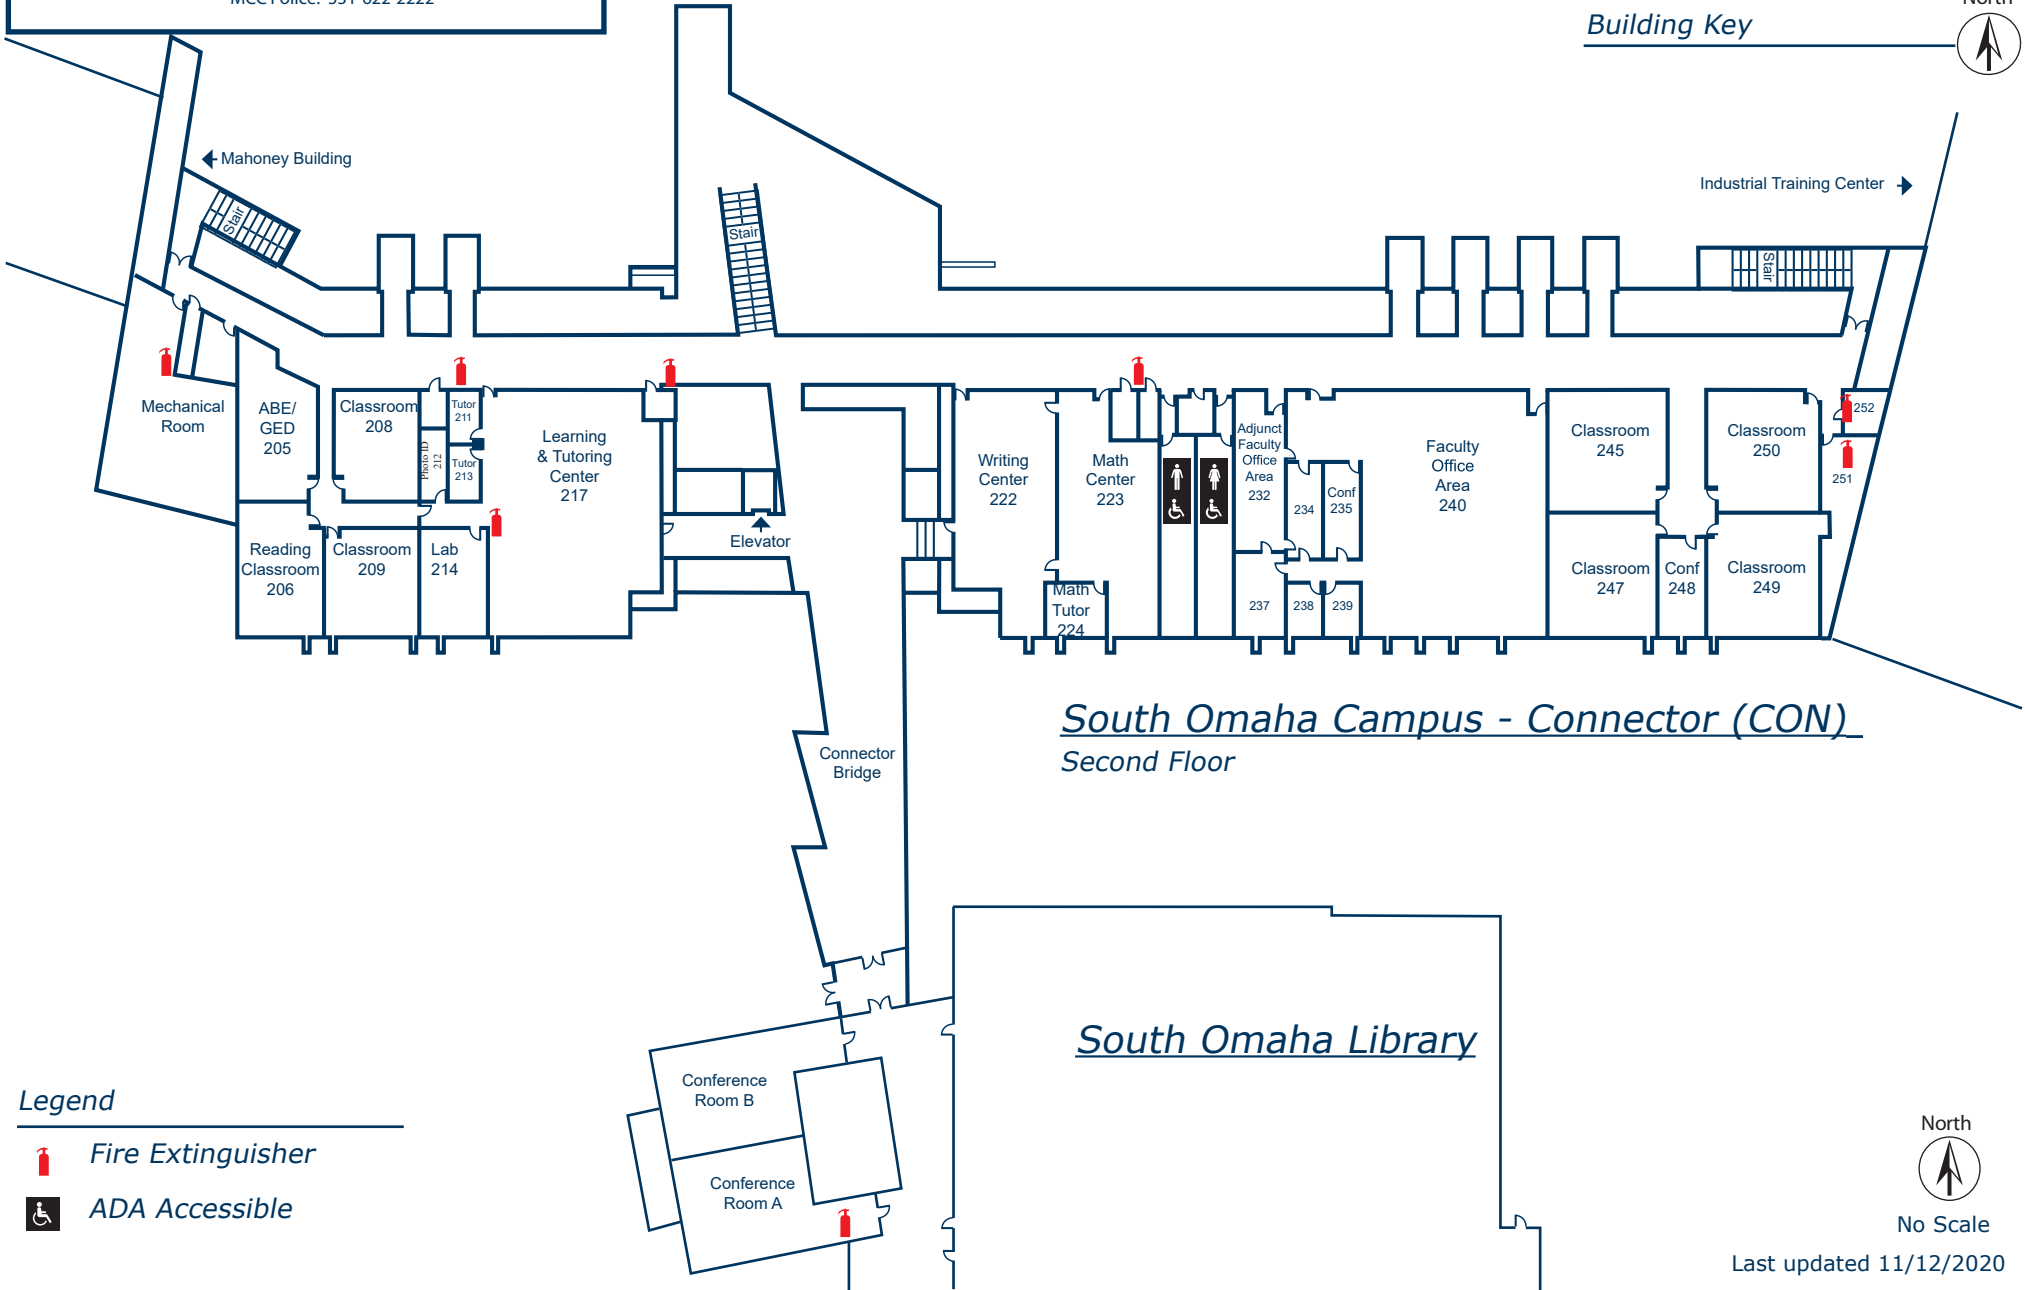 MCC Police: 531-622-2222
North
Building Key
Mahoney Building
Industrial Training Center
Stair
Stair
Stair
Mechanical
Room
ABE/
GED
205
Classroom
208
Photo ID
212
Tutor
211
Tutor
213
Learning
& Tutoring
Center
217
Reading
Classroom
206
Classroom
209
Lab
214
Elevator
Writing
Center
222
Math
Center
223
Math
Tutor
224
Adjunct
Faculty
Office
Area
232
234
Conf
235
237
238
239
Faculty
Office
Area
240
Classroom
245
Classroom
247
Conf
248
Classroom
250
Classroom
249
252
251
South Omaha Campus - Connector (CON)
Second Floor
Connector
Bridge
South Omaha Library
Conference
Room B
Conference
Room A
Legend
Fire Extinguisher
ADA Accessible
North
No Scale
Last updated 11/12/2020